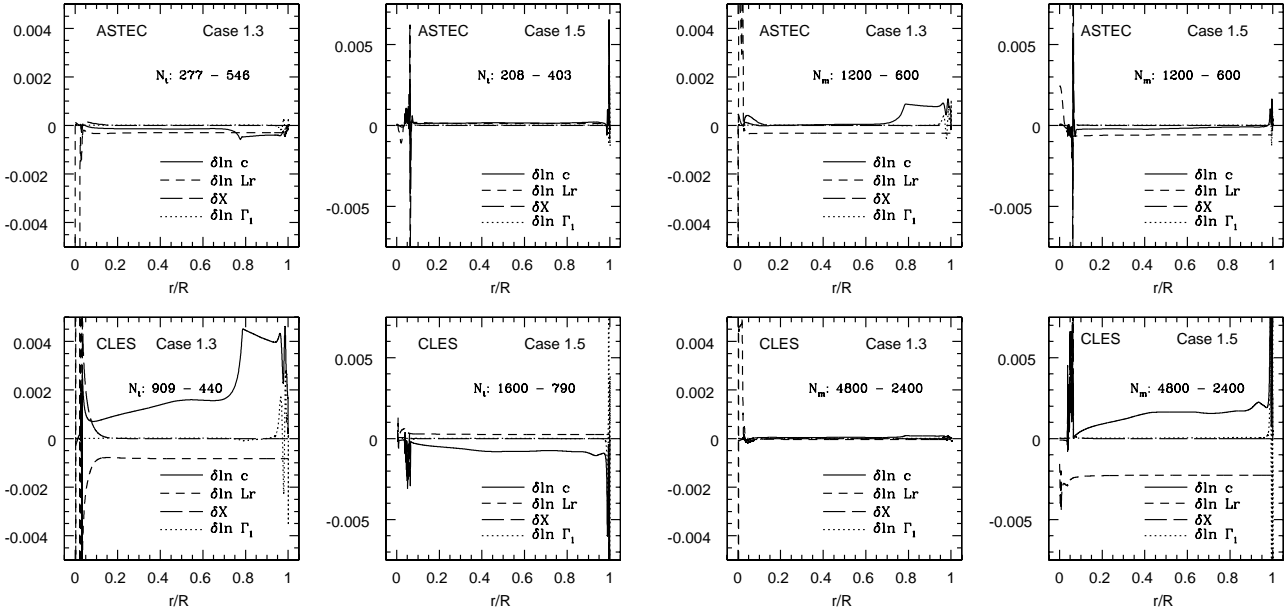 ASTEC Case 1.3
N_t: 277 – 546
0.004
0.002
0
-0.002
-0.004
δln c
δln Lr
δX
δln Γ₁
0 0.2 0.4 0.6 0.8 1
r/R
ASTEC Case 1.5
N_t: 208 – 403
0.005
0
-0.005
δln c
δln Lr
δX
δln Γ₁
0 0.2 0.4 0.6 0.8 1
r/R
ASTEC Case 1.3
N_m: 1200 – 600
0.004
0.002
0
-0.002
-0.004
δln c
δln Lr
δX
δln Γ₁
0 0.2 0.4 0.6 0.8 1
r/R
ASTEC Case 1.5
N_m: 1200 – 600
0.005
0
-0.005
δln c
δln Lr
δX
δln Γ₁
0 0.2 0.4 0.6 0.8 1
r/R
CLES Case 1.3
N_t: 909 – 440
0.004
0.002
0
-0.002
-0.004
δln c
δln Lr
δX
δln Γ₁
0 0.2 0.4 0.6 0.8 1
r/R
CLES Case 1.5
N_t: 1600 – 790
0.005
0
-0.005
δln c
δln Lr
δX
δln Γ₁
0 0.2 0.4 0.6 0.8 1
r/R
CLES Case 1.3
N_m: 4800 – 2400
0.004
0.002
0
-0.002
-0.004
δln c
δln Lr
δX
δln Γ₁
0 0.2 0.4 0.6 0.8 1
r/R
CLES Case 1.5
N_m: 4800 – 2400
0.005
0
-0.005
δln c
δln Lr
δX
δln Γ₁
0 0.2 0.4 0.6 0.8 1
r/R